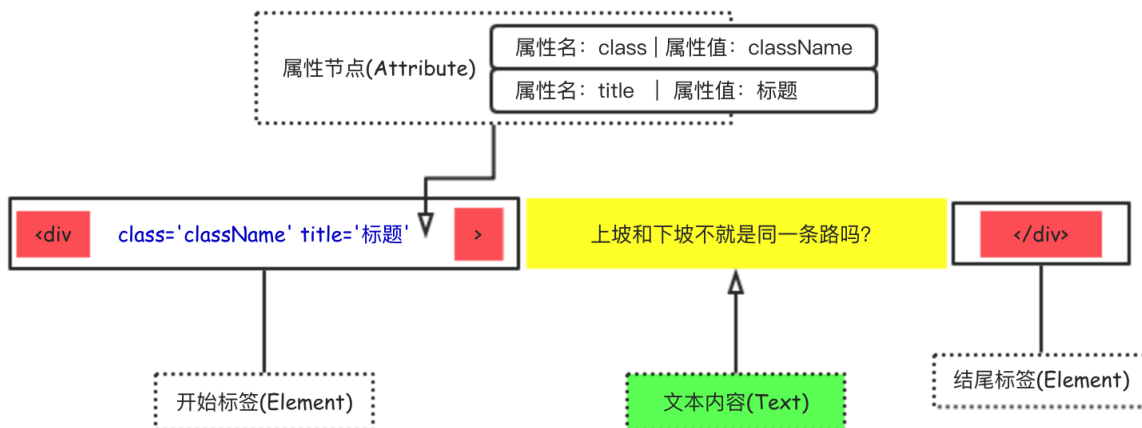 属性名：class | 属性值：className
属性节点(Attribute)
属性名：title | 属性值：标题
<div class='className' title='标题' > 上坡和下坡不就是同一条路吗? </div>
开始标签(Element)
文本内容(Text)
结尾标签(Element)